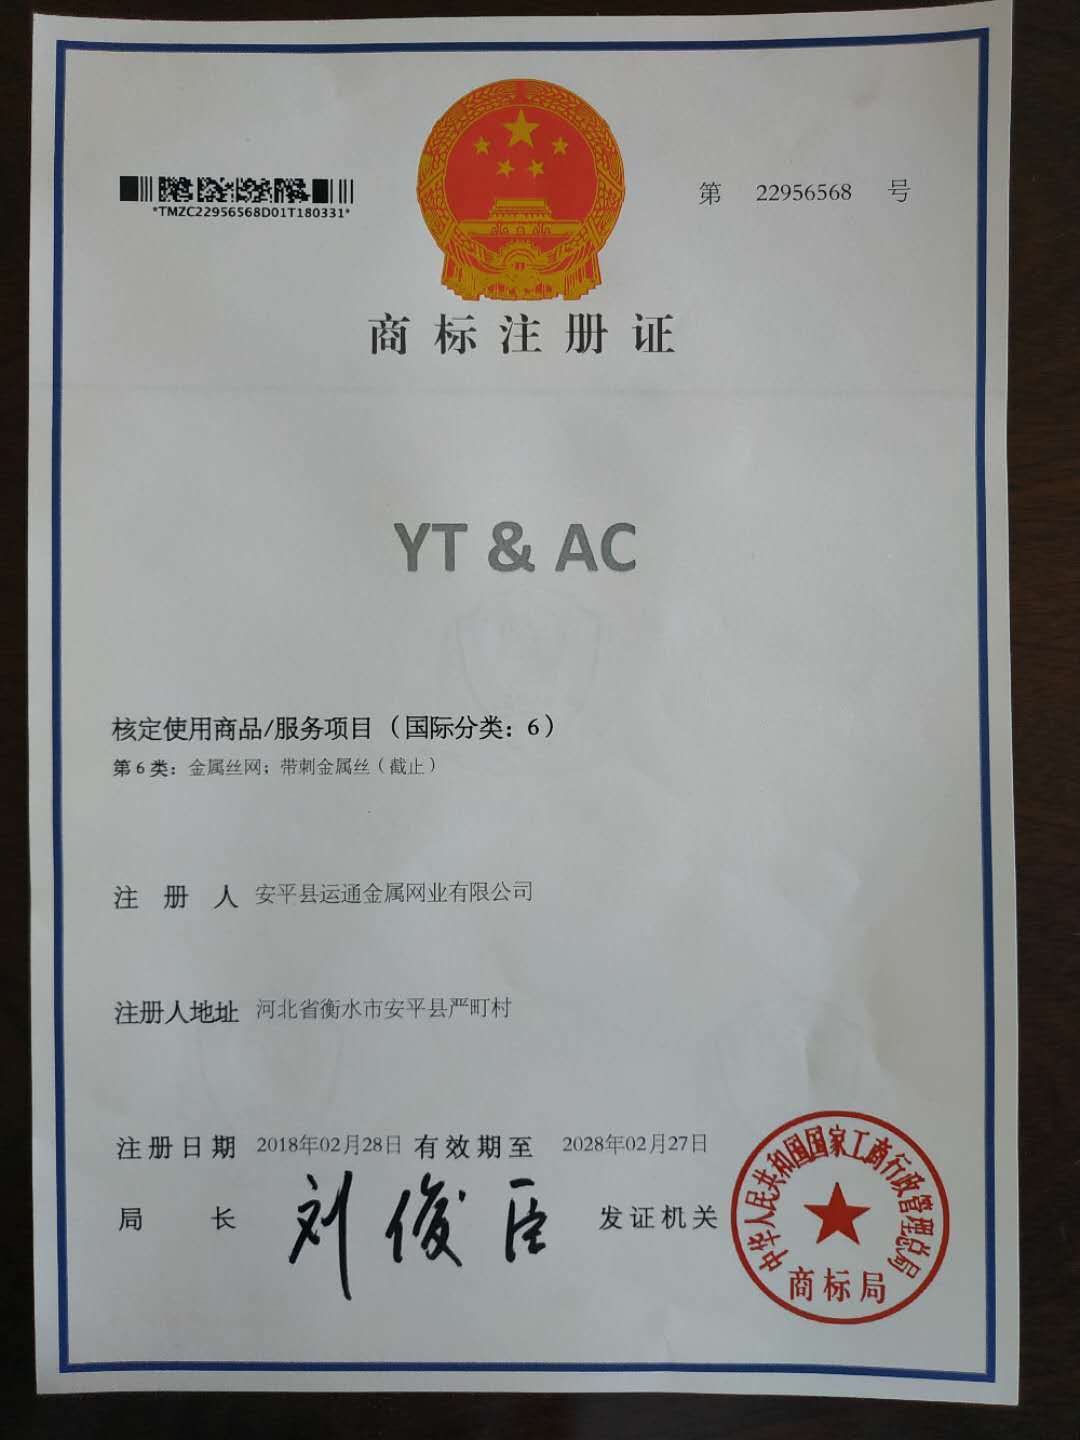 *TMZC22956568D01T180331*
第 22956568 号
商标注册证
YT & AC
核定使用商品/服务项目（国际分类：6）
第 6 类：金属丝网；带刺金属丝（截止）
注册人 安平县运通金属网业有限公司
注册人地址 河北省衡水市安平县严町村
注册日期 2018年02月28日 有效期至 2028年02月27日
局长 刘俊臣 发证机关
中华人民共和国国家工商行政管理总局
商标局